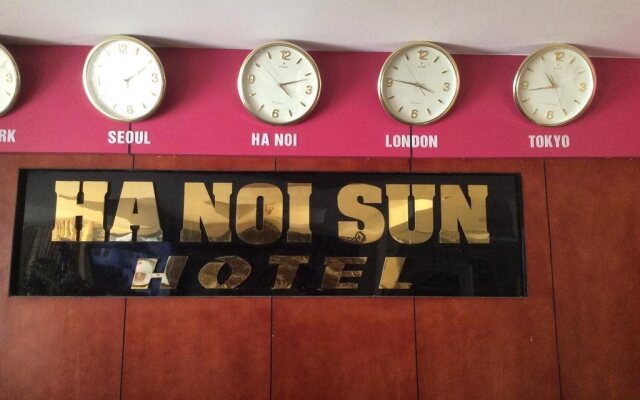 RK
SEOUL
HA NOI
LONDON
TOKYO
HA NOI SUN
HOTEL